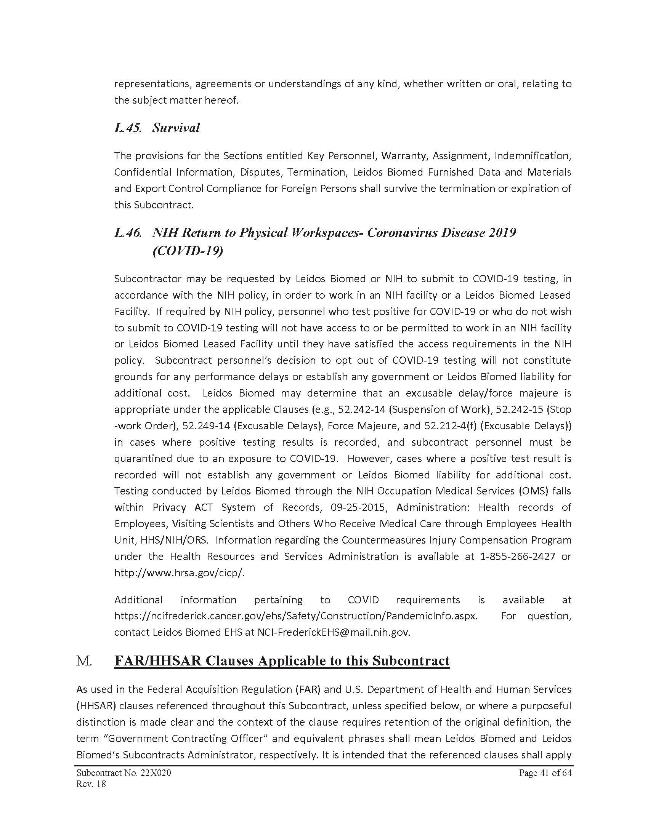 representations, agreements or understandings of any kind, whether written or oral, relating to
the subject matter hereof.
L.45. Survival
The provisions for the Sections entitled Key Personnel, Warranty, Assignment, Indemnification,
Confidential Information, Disputes, Termination, Leidos Biomed Furnished Data and Materials
and Export Control Compliance for Foreign Persons shall survive the termination or expiration of
this Subcontract.
L.46. NIH Return to Physical Workspaces- Coronavirus Disease 2019
(COVID-19)
Subcontractor may be requested by Leidos Biomed or NIH to submit to COVID-19 testing, in
accordance with the NIH policy, in order to work in an NIH facility or a Leidos Biomed Leased
Facility. If required by NIH policy, personnel who test positive for COVID-19 or who do not wish
to submit to COVID-19 testing will not have access to or be permitted to work in an NIH facility
or Leidos Biomed Leased Facility until they have satisfied the access requirements in the NIH
policy. Subcontract personnel's decision to opt out of COVID-19 testing will not constitute
grounds for any performance delays or establish any government or Leidos Biomed liability for
additional cost. Leidos Biomed may determine that an excusable delay/force majeure is
appropriate under the applicable Clauses (e.g., 52.242-14 (Suspension of Work), 52.242-15 (Stop
-work Order), 52.249-14 (Excusable Delays), Force Majeure, and 52.212-4(f) (Excusable Delays))
in cases where positive testing results is recorded, and subcontract personnel must be
quarantined due to an exposure to COVID-19. However, cases where a positive test result is
recorded will not establish any government or Leidos Biomed liability for additional cost.
Testing conducted by Leidos Biomed through the NIH Occupation Medical Services (OMS) falls
within Privacy ACT System of Records, 09-25-2015, Administration: Health records of
Employees, Visiting Scientists and Others Who Receive Medical Care through Employees Health
Unit, HHS/NIH/ORS. Information regarding the Countermeasures Injury Compensation Program
under the Health Resources and Services Administration is available at 1-855-266-2427 or
http://www.hrsa.gov/cicp/.
Additional information pertaining to COVID requirements is available at
https://ncifrederick.cancer.gov/ehs/Safety/Construction/PandemicInfo.aspx. For question,
contact Leidos Biomed EHS at NCI-FrederickEHS@mail.nih.gov.
M. FAR/HHSAR Clauses Applicable to this Subcontract
As used in the Federal Acquisition Regulation (FAR) and U.S. Department of Health and Human Services
(HHSAR) clauses referenced throughout this Subcontract, unless specified below, or where a purposeful
distinction is made clear and the context of the clause requires retention of the original definition, the
term "Government Contracting Officer" and equivalent phrases shall mean Leidos Biomed and Leidos
Biomed's Subcontracts Administrator, respectively. It is intended that the referenced clauses shall apply
Subcontract No. 22X020 Page 41 of 64
Rev. 18